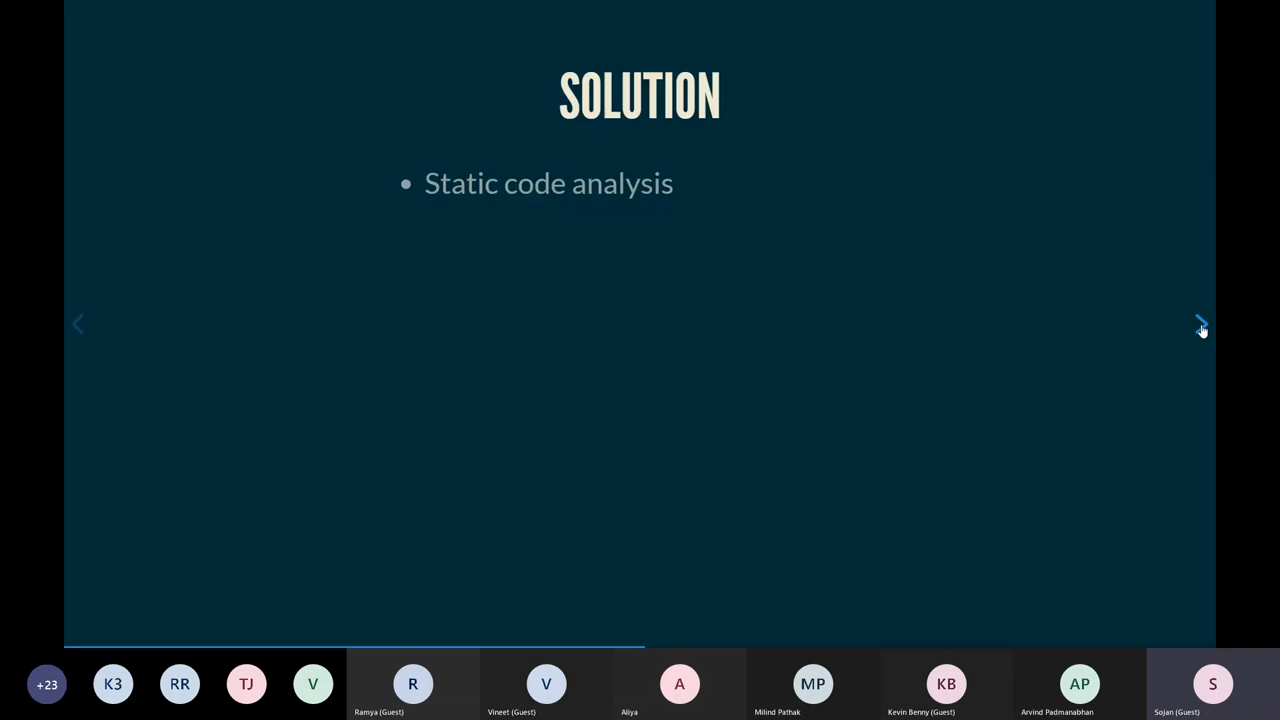 SOLUTION
• Static code analysis
+23
K3
RR
TJ
V
R
V
A
MP
KB
AP
S
Ramya (Guest)
Vineet (Guest)
Aliya
Milind Pathak
Kevin Benny (Guest)
Arvind Padmanabhan
Sojan (Guest)